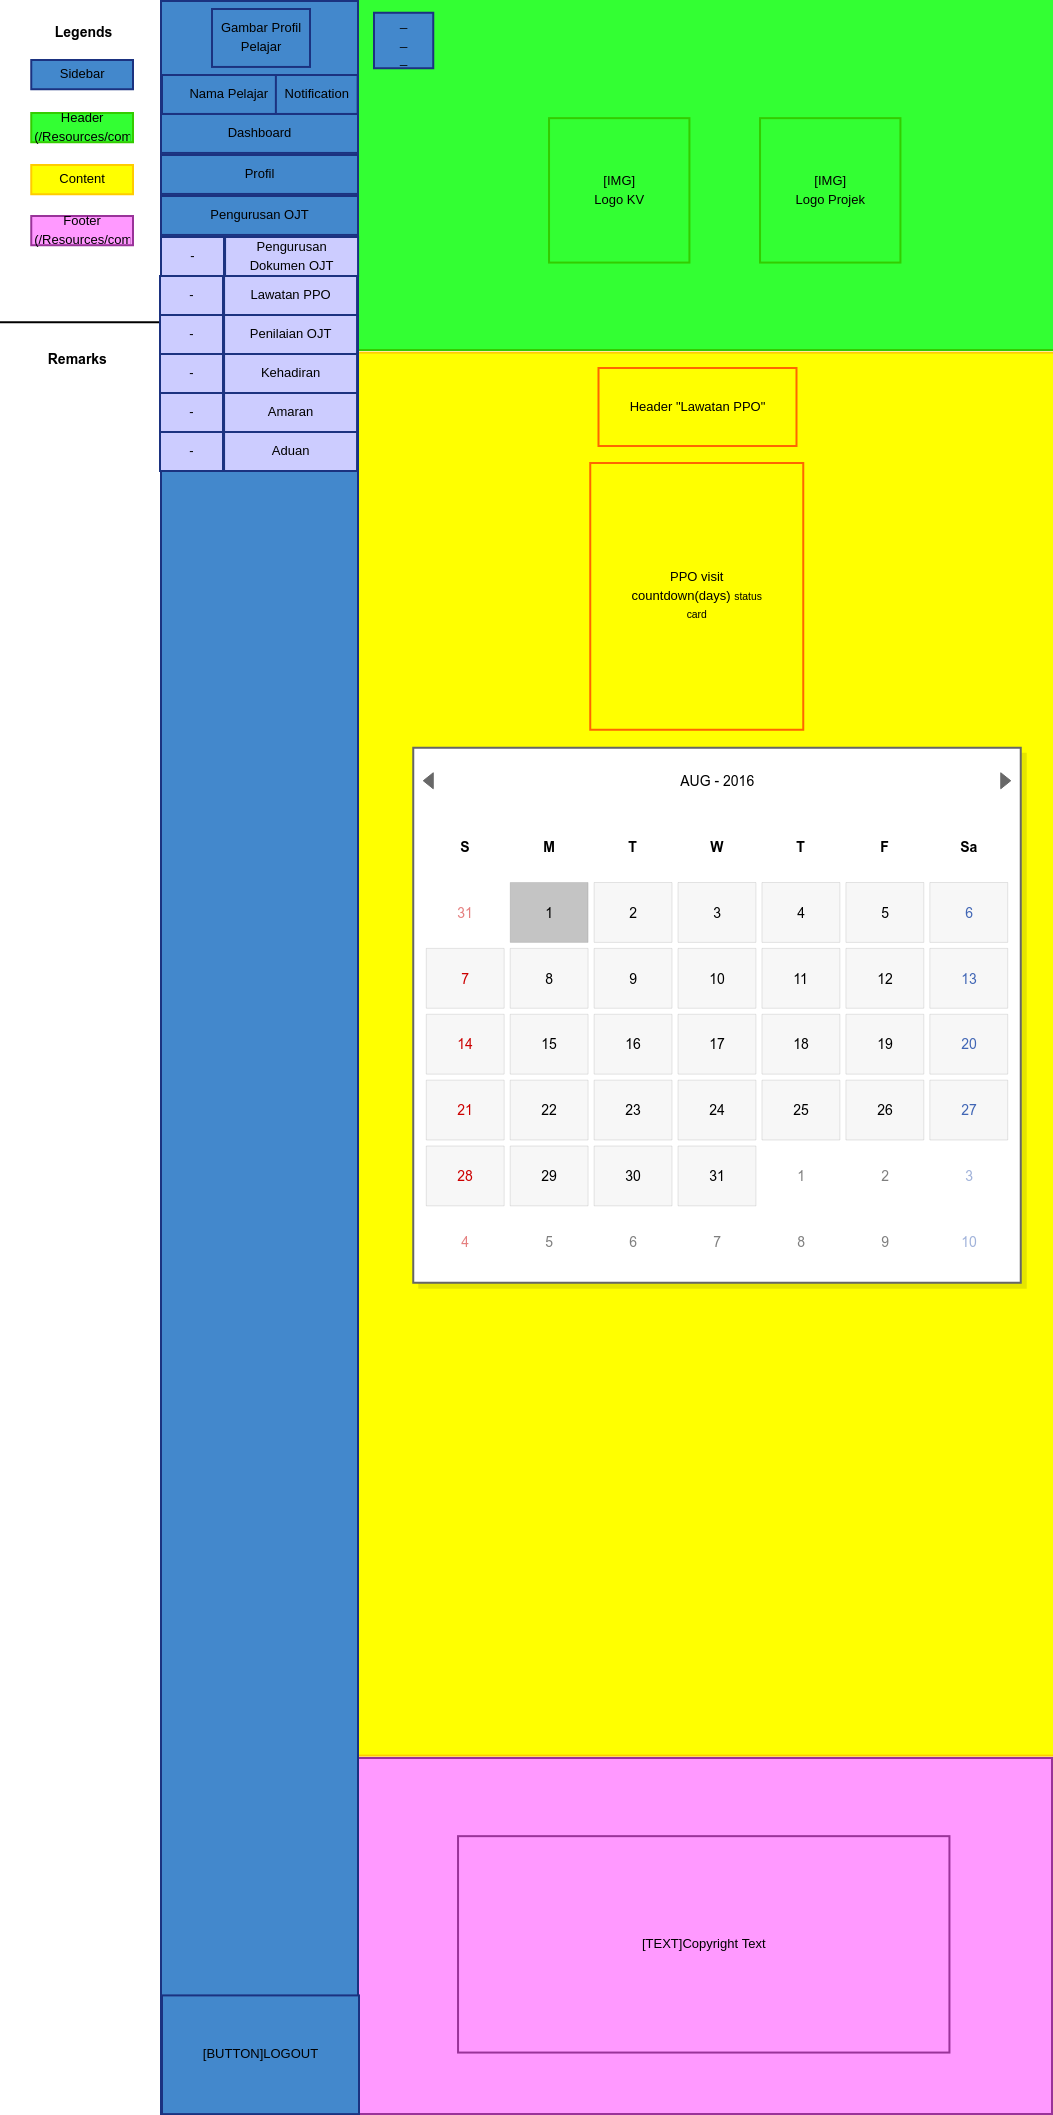 Legends
Sidebar
Header
(/Resources/com
Content
Footer
(/Resources/com
Remarks
Gambar Profil
Pelajar
Nama Pelajar
Notification
Dashboard
Profil
Pengurusan OJT
- Pengurusan
Dokumen OJT
- Lawatan PPO
- Penilaian OJT
- Kehadiran
- Amaran
- Aduan
[BUTTON]LOGOUT
_
_
_
[IMG]
Logo KV
[IMG]
Logo Projek
Header "Lawatan PPO"
PPO visit
countdown(days) status
card
AUG - 2016
S M T W T F Sa
31 1 2 3 4 5 6
7 8 9 10 11 12 13
14 15 16 17 18 19 20
21 22 23 24 25 26 27
28 29 30 31 1 2 3
4 5 6 7 8 9 10
[TEXT]Copyright Text